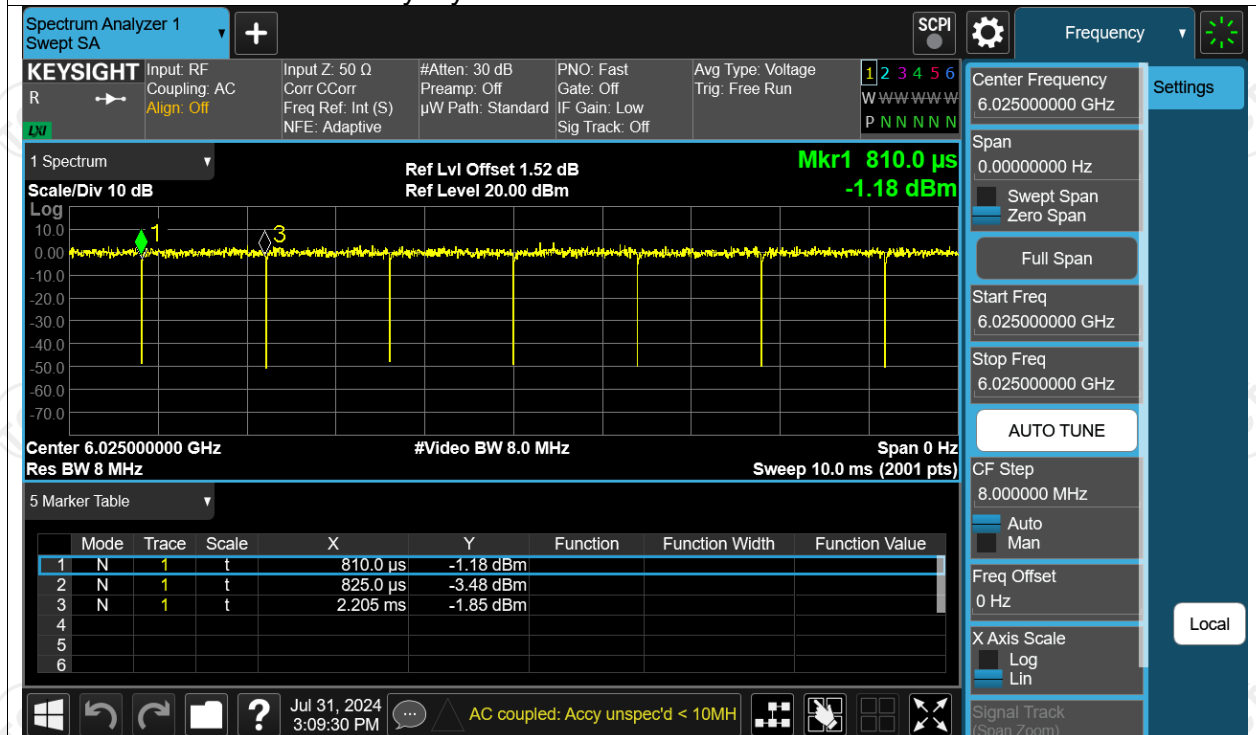 Spectrum Analyzer 1
Swept SA
+
SCPI
Frequency
KEYSIGHT
R
LXI
Input: RF
Coupling: AC
Align: Off
Input Z: 50 Ω
Corr CCorr
Freq Ref: Int (S)
NFE: Adaptive
#Atten: 30 dB
Preamp: Off
µW Path: Standard
PNO: Fast
Gate: Off
IF Gain: Low
Sig Track: Off
Avg Type: Voltage
Trig: Free Run
1 2 3 4 5 6
W W W W W W
P N N N N N
1 Spectrum
Scale/Div 10 dB
Ref Lvl Offset 1.52 dB
Ref Level 20.00 dBm
Mkr1 810.0 µs
-1.18 dBm
Log
10.0
0.00
-10.0
-20.0
-30.0
-40.0
-50.0
-60.0
-70.0
1
3
Center 6.025000000 GHz
#Video BW 8.0 MHz
Span 0 Hz
Res BW 8 MHz
Sweep 10.0 ms (2001 pts)
5 Marker Table
Mode Trace Scale X Y Function Function Width Function Value
1 N 1 t 810.0 µs -1.18 dBm
2 N 1 t 825.0 µs -3.48 dBm
3 N 1 t 2.205 ms -1.85 dBm
4
5
6
Center Frequency
6.025000000 GHz
Span
0.00000000 Hz
Swept Span
Zero Span
Full Span
Start Freq
6.025000000 GHz
Stop Freq
6.025000000 GHz
AUTO TUNE
CF Step
8.000000 MHz
Auto
Man
Freq Offset
0 Hz
X Axis Scale
Log
Lin
Signal Track
(Span Zoom)
Settings
Local
?
Jul 31, 2024
3:09:30 PM
AC coupled: Accy unspec'd < 10MH